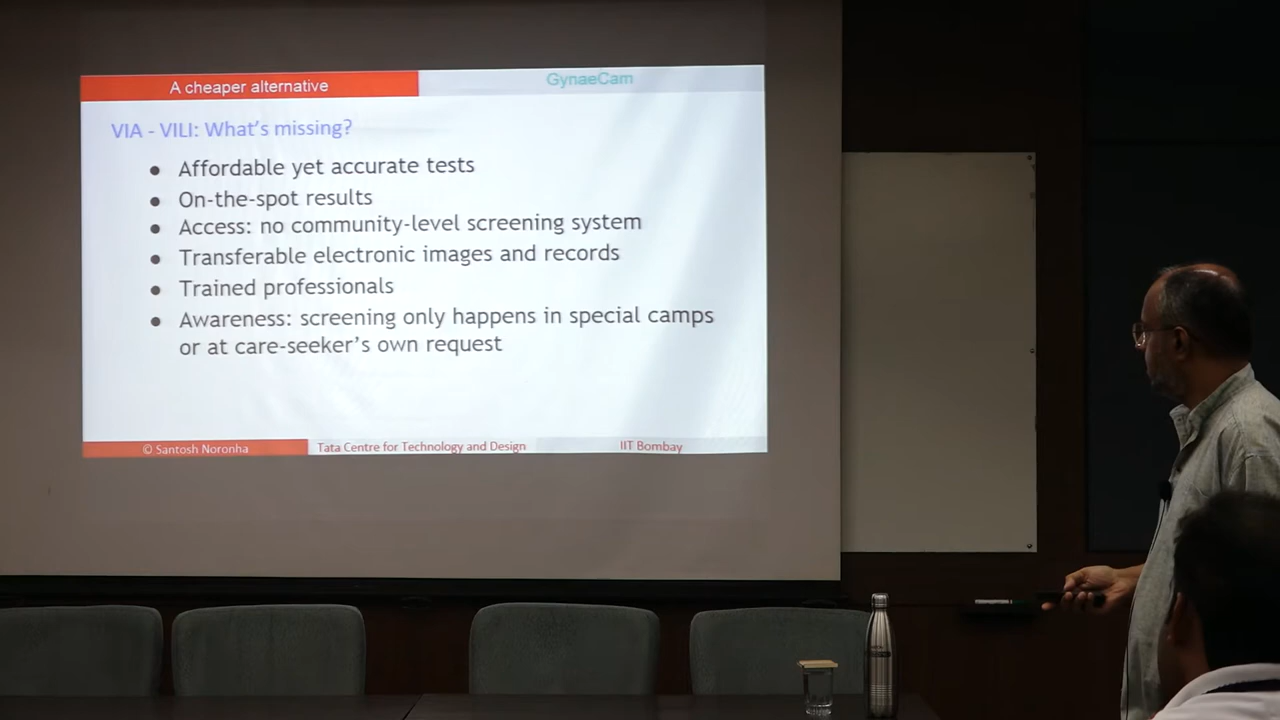 A cheaper alternative
GynaeCam
VIA - VILI: What's missing?
● Affordable yet accurate tests
● On-the-spot results
● Access: no community-level screening system
● Transferable electronic images and records
● Trained professionals
● Awareness: screening only happens in special camps
or at care-seeker's own request
© Santosh Noronha
Tata Centre for Technology and Design
IIT Bombay